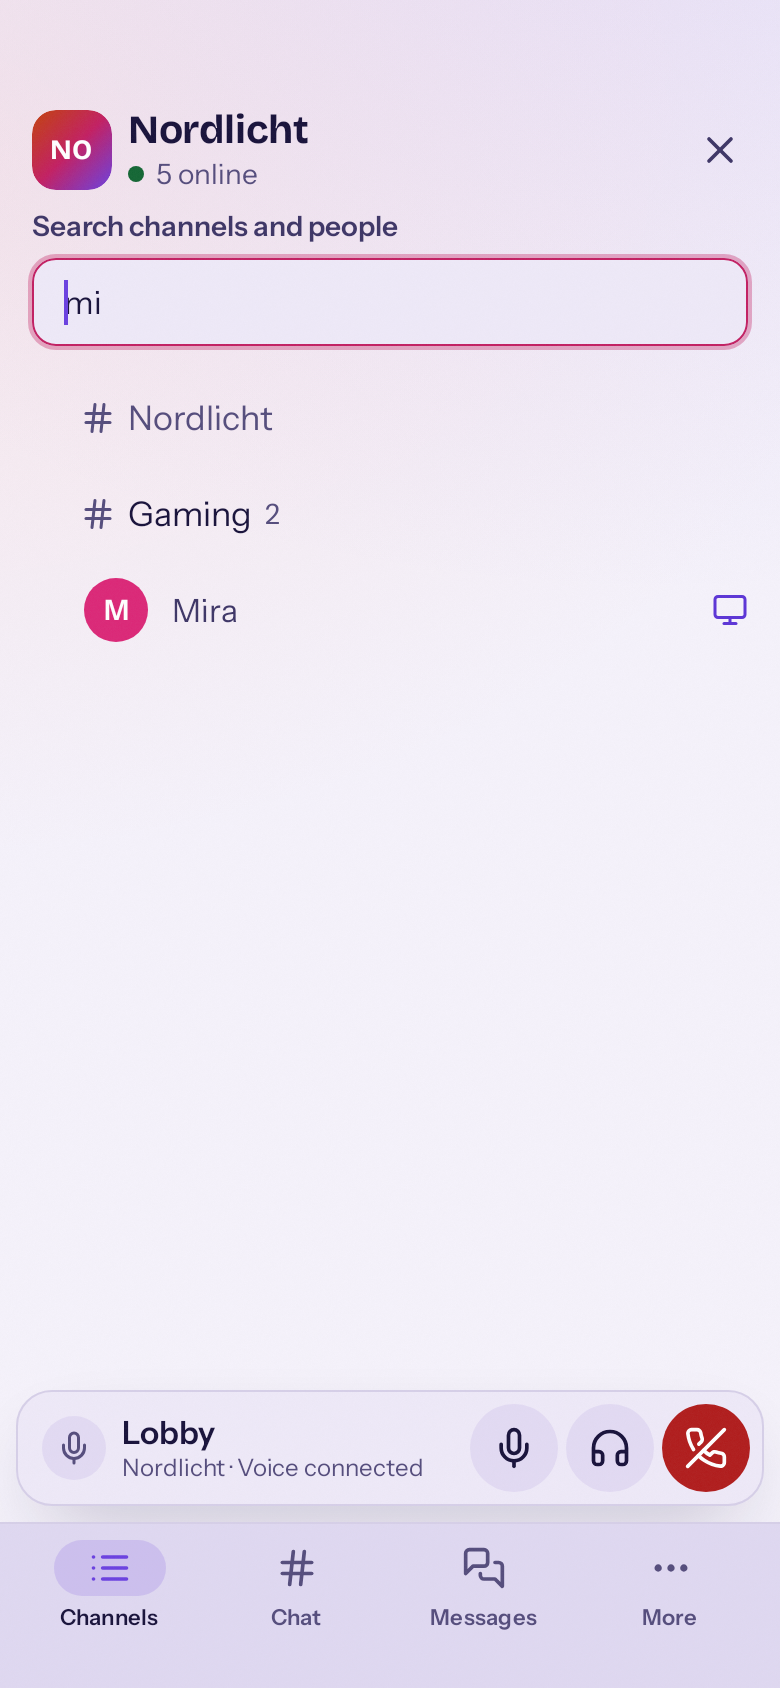 NO
Nordlicht
5 online
Search channels and people
mi
# Nordlicht
# Gaming 2
M
Mira
Lobby
Nordlicht · Voice connected
Channels
Chat
Messages
More